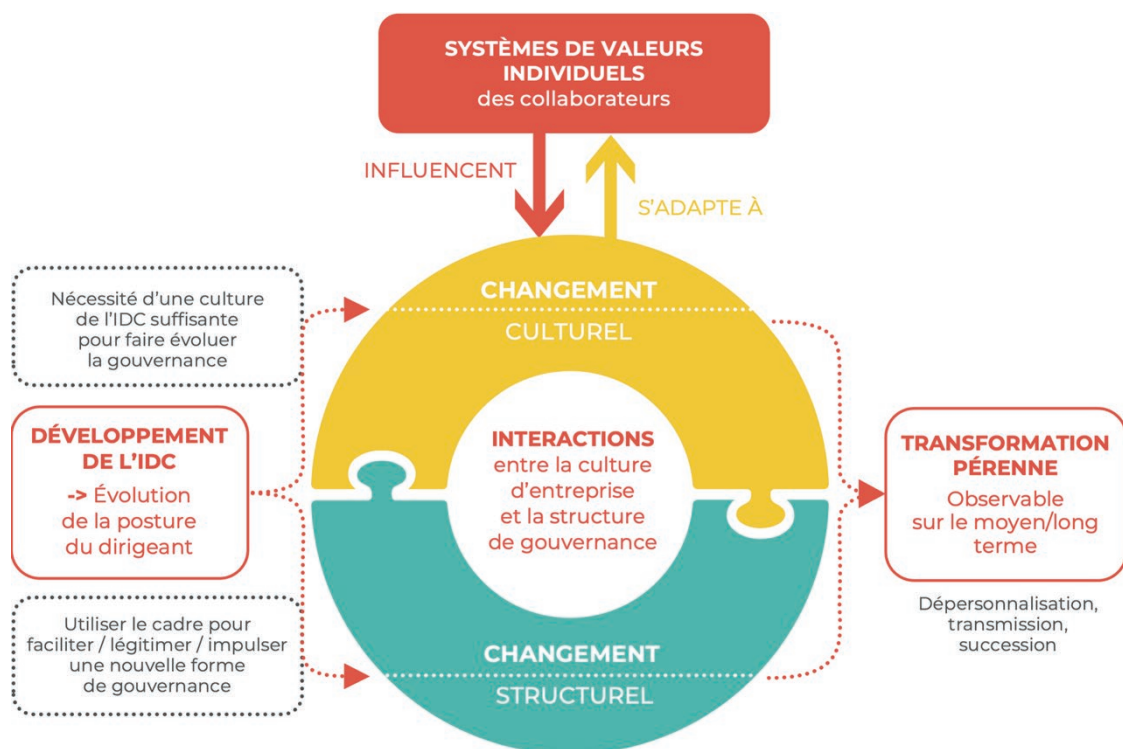 SYSTÈMES DE VALEURS
INDIVIDUELS
des collaborateurs
INFLUENCENT
S'ADAPTE À
Nécessité d'une culture
de l'IDC suffisante
pour faire évoluer
la gouvernance
CHANGEMENT
CULTUREL
DÉVELOPPEMENT
DE L'IDC
-> Évolution
de la posture
du dirigeant
INTERACTIONS
entre la culture
d'entreprise
et la structure
de gouvernance
TRANSFORMATION
PÉRENNE
Observable
sur le moyen/long
terme
Dépersonnalisation,
transmission,
succession
Utiliser le cadre pour
faciliter / légitimer / impulser
une nouvelle forme
de gouvernance
CHANGEMENT
STRUCTUREL